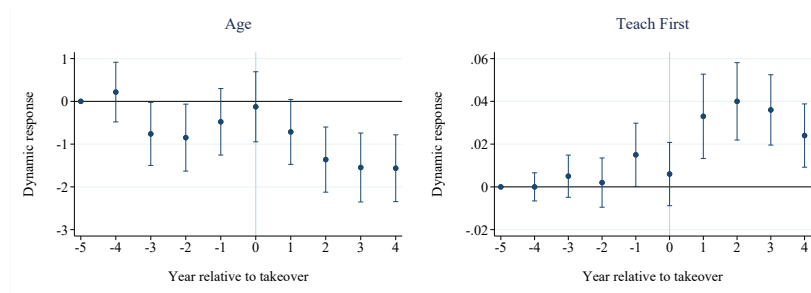 Age
Dynamic response
1
0
-1
-2
-3
-5 -4 -3 -2 -1 0 1 2 3 4
Year relative to takeover
Teach First
Dynamic response
.06
.04
.02
0
-.02
-5 -4 -3 -2 -1 0 1 2 3 4
Year relative to takeover